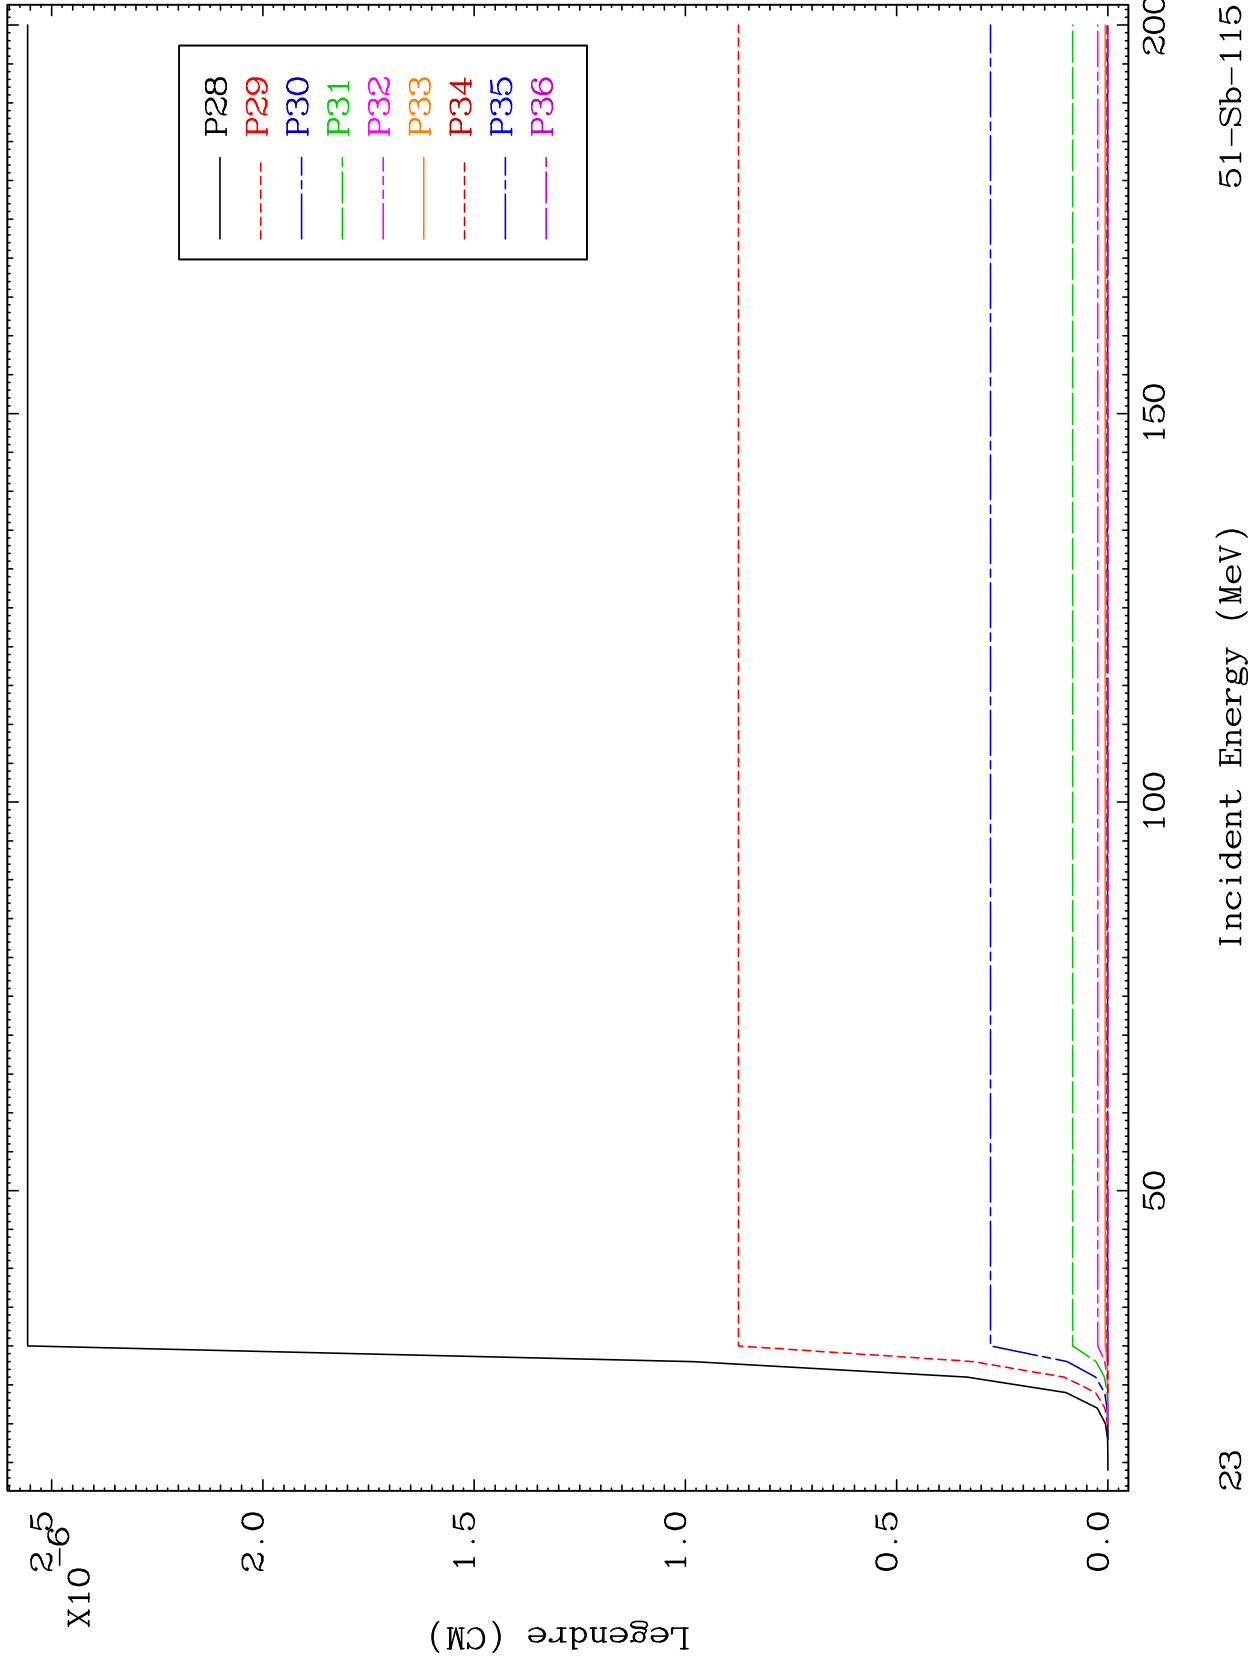 P28
P29
P30
P31
P32
P33
P34
P35
P36
X10
-6
2.5
2.0
1.5
1.0
0.5
0.0
Legendre (CM)
50
100
150
200
Incident Energy (MeV)
23
51-Sb-115